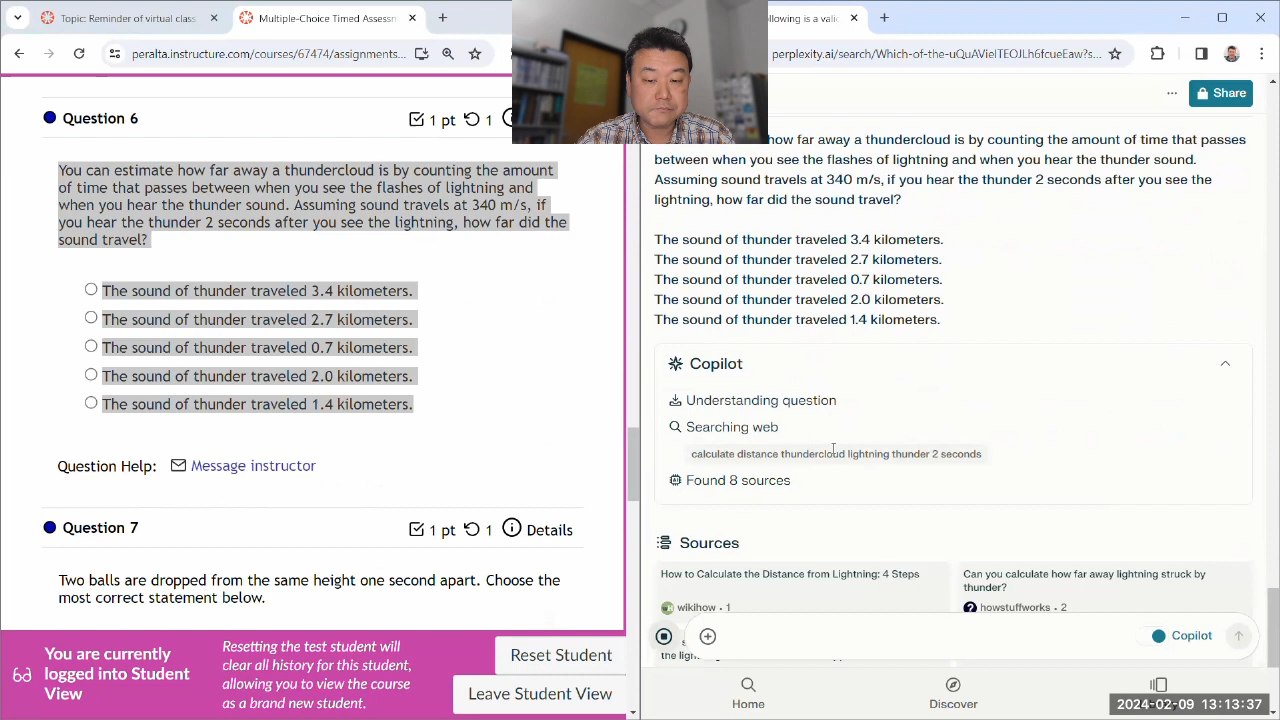 Topic Reminder of virtual class
Multiple-Choice Timed Assessm
following is a vali
peralta.instructure.com/courses/67474/assignments...
perplexity.ai/search/Which-of-the-uQuAVielTEOJLh6fcueEaw?s...
Question 6
1 pt
1
You can estimate how far away a thundercloud is by counting the amount
of time that passes between when you see the flashes of lightning and
when you hear the thunder sound. Assuming sound travels at 340 m/s, if
you hear the thunder 2 seconds after you see the lightning, how far did the
sound travel?
The sound of thunder traveled 3.4 kilometers.
The sound of thunder traveled 2.7 kilometers.
The sound of thunder traveled 0.7 kilometers.
The sound of thunder traveled 2.0 kilometers.
The sound of thunder traveled 1.4 kilometers.
Question Help:
Message instructor
Question 7
1 pt
1
Details
Two balls are dropped from the same height one second apart. Choose the
most correct statement below.
You are currently
logged into Student
View
Resetting the test student will
clear all history for this student,
allowing you to view the course
as a brand new student.
Reset Student
Leave Student View
Share
how far away a thundercloud is by counting the amount of time that passes
between when you see the flashes of lightning and when you hear the thunder sound.
Assuming sound travels at 340 m/s, if you hear the thunder 2 seconds after you see the
lightning, how far did the sound travel?
The sound of thunder traveled 3.4 kilometers.
The sound of thunder traveled 2.7 kilometers.
The sound of thunder traveled 0.7 kilometers.
The sound of thunder traveled 2.0 kilometers.
The sound of thunder traveled 1.4 kilometers.
Copilot
Understanding question
Searching web
calculate distance thundercloud lightning thunder 2 seconds
Found 8 sources
Sources
How to Calculate the Distance from Lightning: 4 Steps
wikihow · 1
Can you calculate how far away lightning struck by
thunder?
howstuffworks · 2
Copilot
Home
Discover
2024-02-09 13:13:37